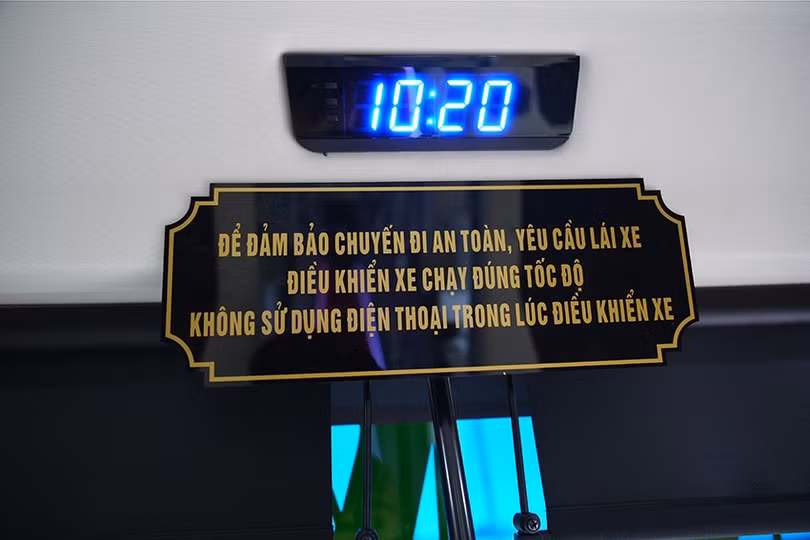 10:20
ĐỂ ĐẢM BẢO CHUYẾN ĐI AN TOÀN, YÊU CẦU LÁI XE
ĐIỀU KHIỂN XE CHẠY ĐÚNG TỐC ĐỘ
KHÔNG SỬ DỤNG ĐIỆN THOẠI TRONG LÚC ĐIỀU KHIỂN XE